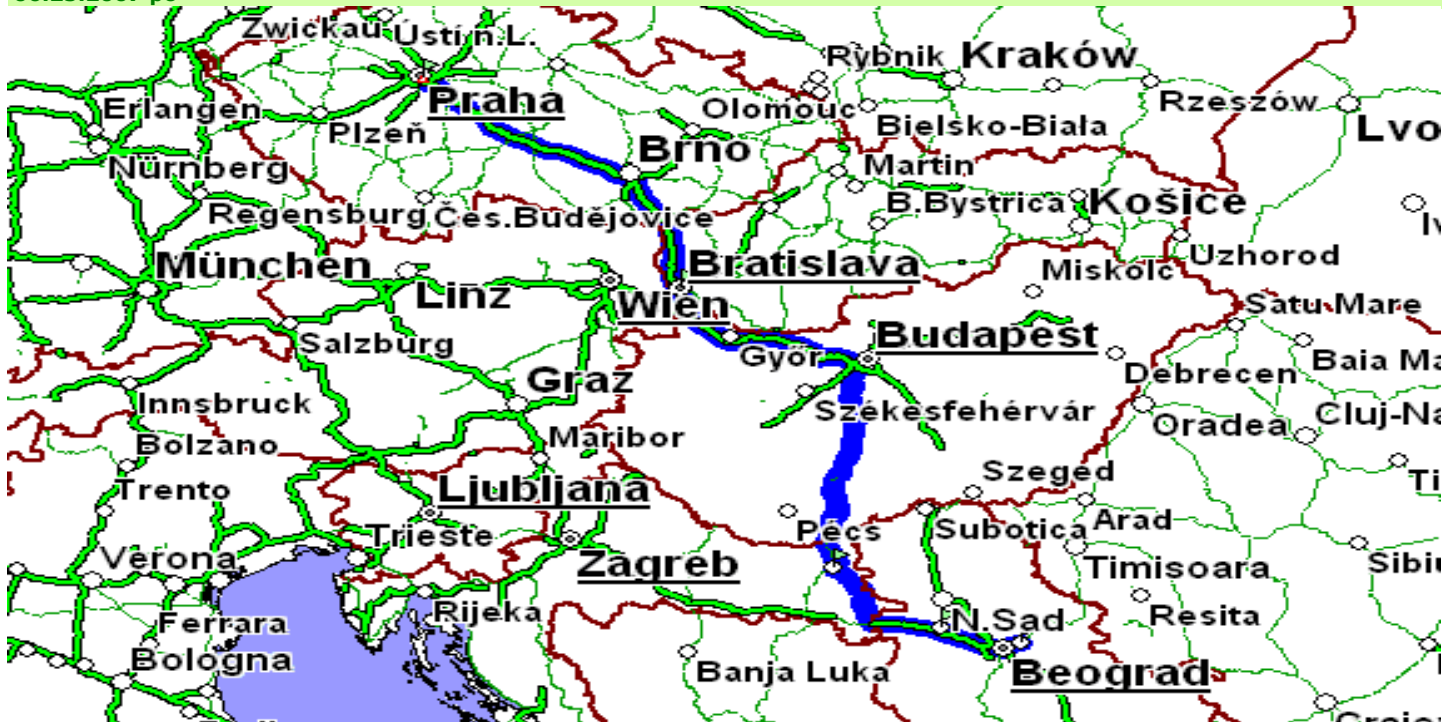 Zwickau
Ústí n.L.
Rybnik
Kraków
Praha
Erlangen
Plzeň
Olomouc
Rzeszów
Bielsko-Biała
Lvo
Brno
Nürnberg
Martin
Regensburg
Čes.Budějovice
B.Bystrica
Košice
Iv
München
Bratislava
Uzhorod
Miskolc
Linz
Wien
Satu Mare
Salzburg
Győr
Budapest
Baia Ma
Debrecen
Graz
Innsbruck
Székesfehérvár
Oradea
Cluj-Na
Bolzano
Maribor
Szeged
Trento
Ljubljana
Ti
Trieste
Pécs
Subotica
Arad
Verona
Zagreb
Timisoara
Sibiu
Ferrara
Rijeka
N.Sad
Resita
Bologna
Banja Luka
Beograd